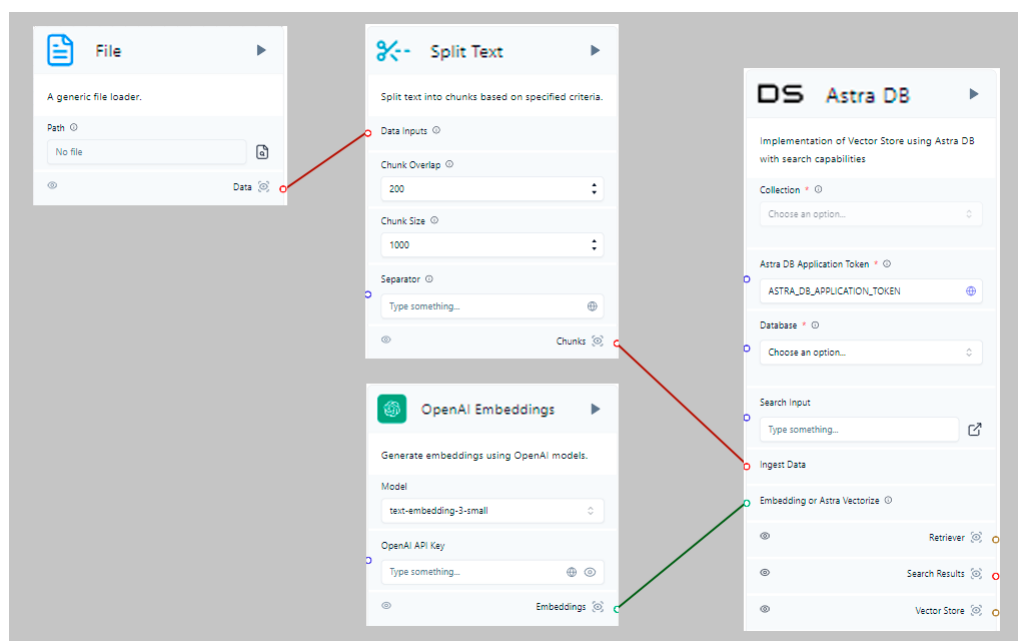 File
A generic file loader.
Path
No file
Data
Split Text
Split text into chunks based on specified criteria.
Data Inputs
Chunk Overlap
200
Chunk Size
1000
Separator
Type something...
Chunks
OpenAI Embeddings
Generate embeddings using OpenAI models.
Model
text-embedding-3-small
OpenAI API Key
Type something...
Embeddings
DS Astra DB
Implementation of Vector Store using Astra DB
with search capabilities
Collection *
Choose an option...
Astra DB Application Token *
ASTRA_DB_APPLICATION_TOKEN
Database *
Choose an option...
Search Input
Type something...
Ingest Data
Embedding or Astra Vectorize
Retriever
Search Results
Vector Store